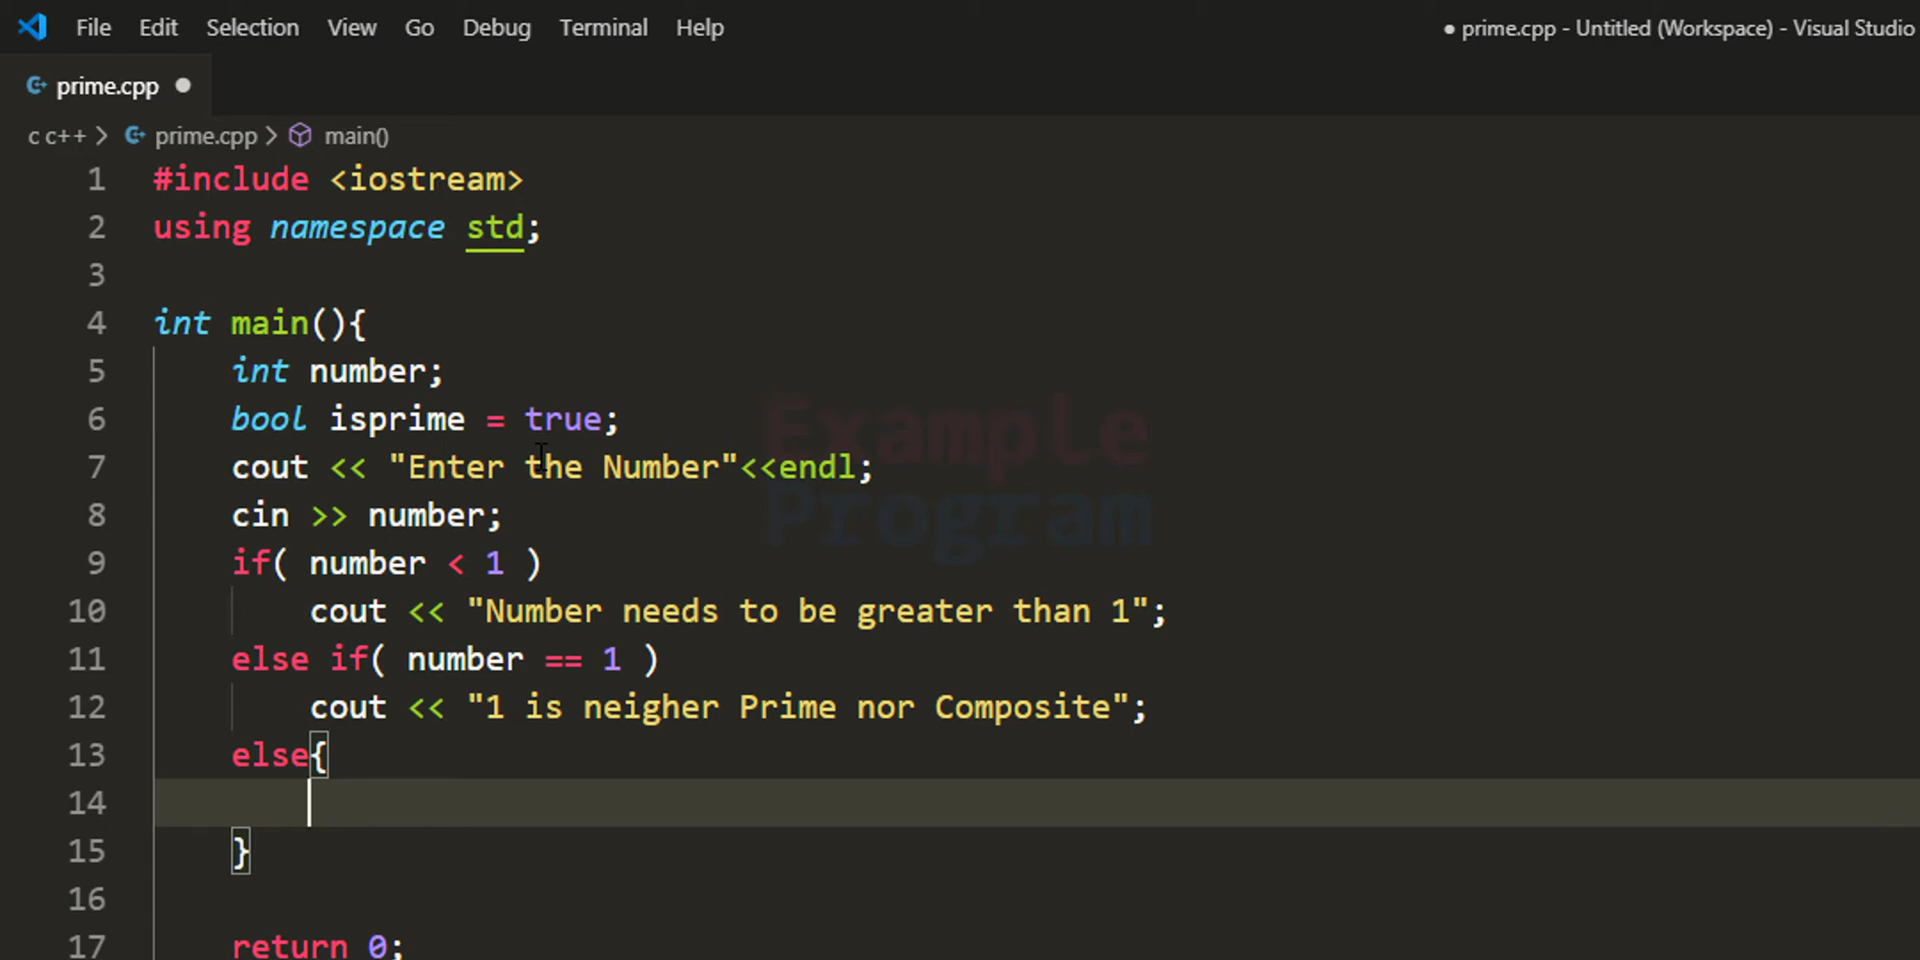 File Edit Selection View Go Debug Terminal Help ● prime.cpp - Untitled (Workspace) - Visual Studio
prime.cpp ●
c c++ > prime.cpp > main()
1 #include <iostream>
2 using namespace std;
3
4 int main(){
5 int number;
6 bool isprime = true;
7 cout << "Enter the Number"<<endl;
8 cin >> number;
9 if( number < 1 )
10 cout << "Number needs to be greater than 1";
11 else if( number == 1 )
12 cout << "1 is neigher Prime nor Composite";
13 else{
14
15 }
16
17 return 0;
Example
Program